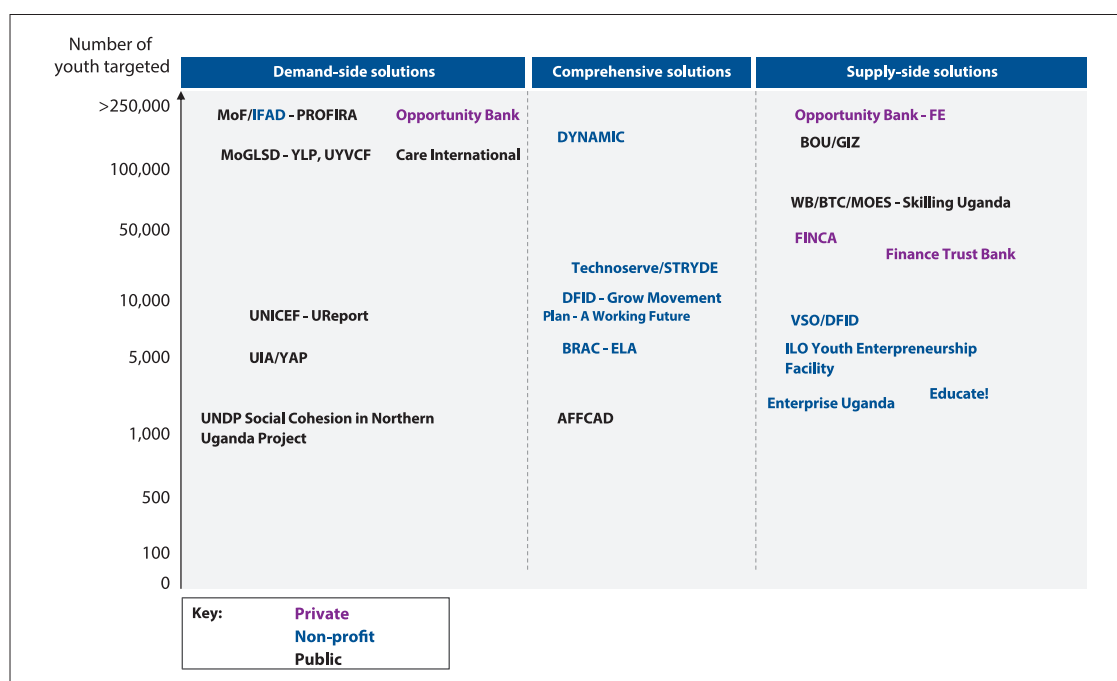 Number of
youth targeted
Demand-side solutions
Comprehensive solutions
Supply-side solutions
>250,000
100,000
50,000
10,000
5,000
1,000
500
100
0
MoF/IFAD - PROFIRA
Opportunity Bank
MoGLSD - YLP, UYVCF
Care International
UNICEF - UReport
UIA/YAP
UNDP Social Cohesion in Northern
Uganda Project
DYNAMIC
Technoserve/STRYDE
DFID - Grow Movement
Plan - A Working Future
BRAC - ELA
AFFCAD
Opportunity Bank - FE
BOU/GIZ
WB/BTC/MOES - Skilling Uganda
FINCA
Finance Trust Bank
VSO/DFID
ILO Youth Enterpreneurship
Facility
Educate!
Enterprise Uganda
Key:
Private
Non-profit
Public